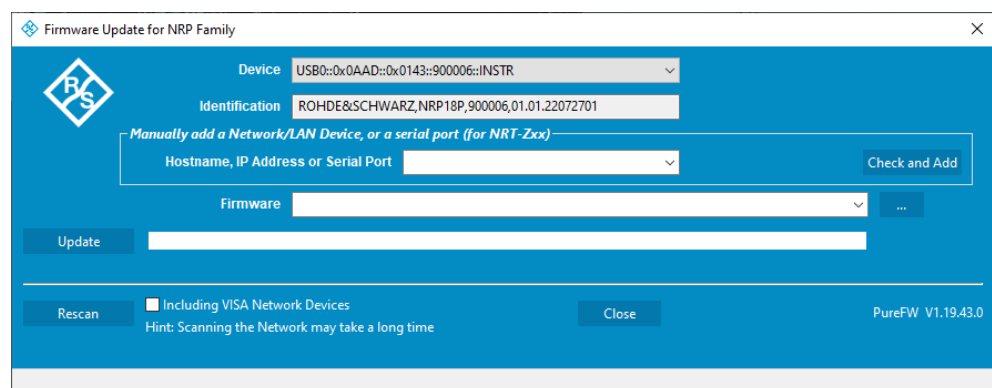 Firmware Update for NRP Family
R S
Device USB0::0x0AAD::0x0143::900006::INSTR
Identification ROHDE&SCHWARZ,NRP18P,900006,01.01.22072701
Manually add a Network/LAN Device, or a serial port (for NRT-Zxx)
Hostname, IP Address or Serial Port Check and Add
Firmware ...
Update
Including VISA Network Devices
Rescan Close PureFW V1.19.43.0
Hint: Scanning the Network may take a long time